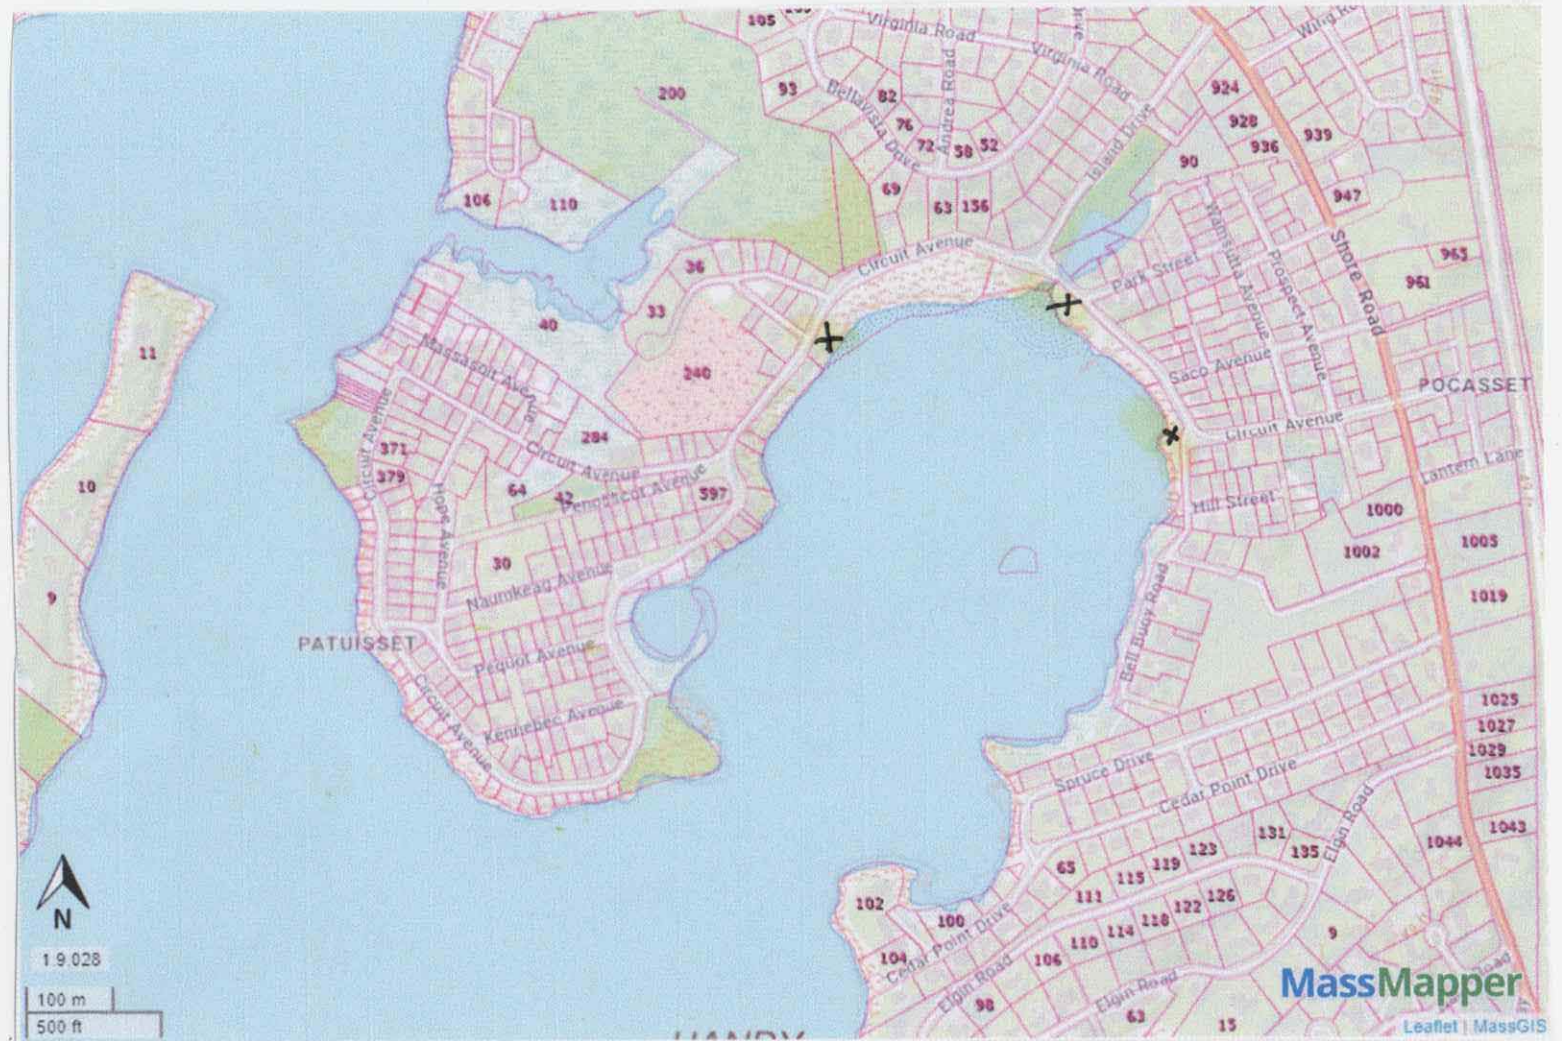 105
Virginia Road
Wing Ro
Virginia Road
200
93
82
924
Bellavista Drive
Andrea Road
76
928
939
72
58
52
936
Island Drive
90
106
110
69
63
156
947
Wamsutta Avenue
Shore Road
36
Circuit Avenue
Park Street
Prospect Avenue
965
961
33
40
11
Massasoit Avenue
240
Saco Avenue
POCASSET
Circuit Avenue
284
Circuit Avenue
371
Circuit Avenue
Lantern Lane
379
10
64
42
Penobscot Avenue
597
Hill Street
1000
Hope Avenue
30
1002
1005
Naumkeag Avenue
9
Bell Buoy Road
1019
PATUISSET
Pequot Avenue
Circuit Avenue
Kennebec Avenue
1025
1027
1029
1035
Spruce Drive
Cedar Point Drive
Elgin Road
131
135
1044
1043
65
119
123
115
111
102
100
126
122
118
114
110
106
104
Cedar Point Drive
Elgin Road
9
98
Elgin Road
63
15
N
1:9,028
100 m
500 ft
HANDY
MassMapper
Leaflet | MassGIS